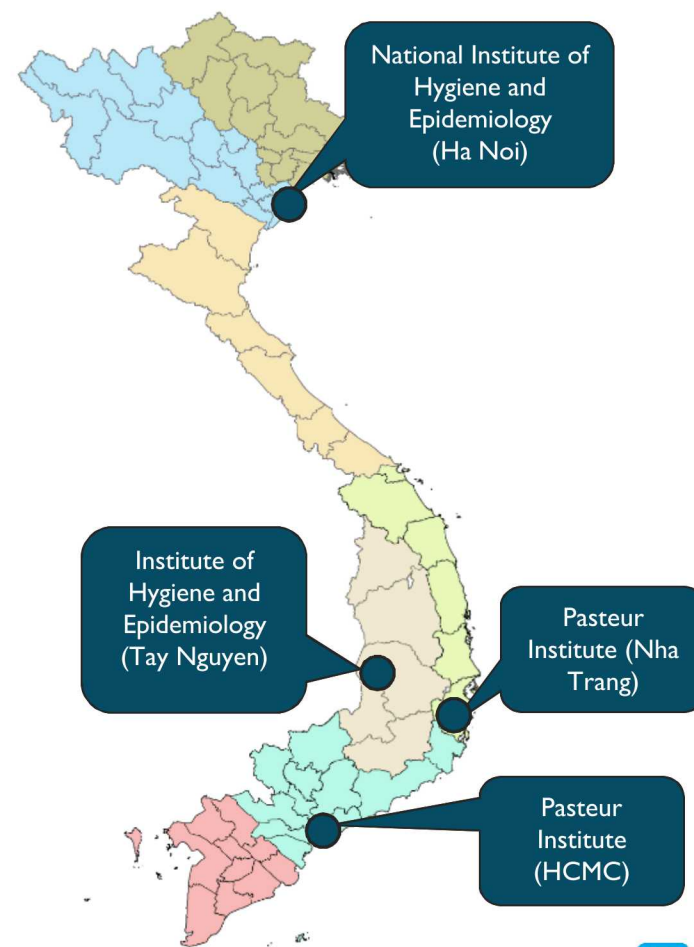 National Institute of
Hygiene and
Epidemiology
(Ha Noi)
Institute of
Hygiene and
Epidemiology
(Tay Nguyen)
Pasteur
Institute (Nha
Trang)
Pasteur
Institute
(HCMC)